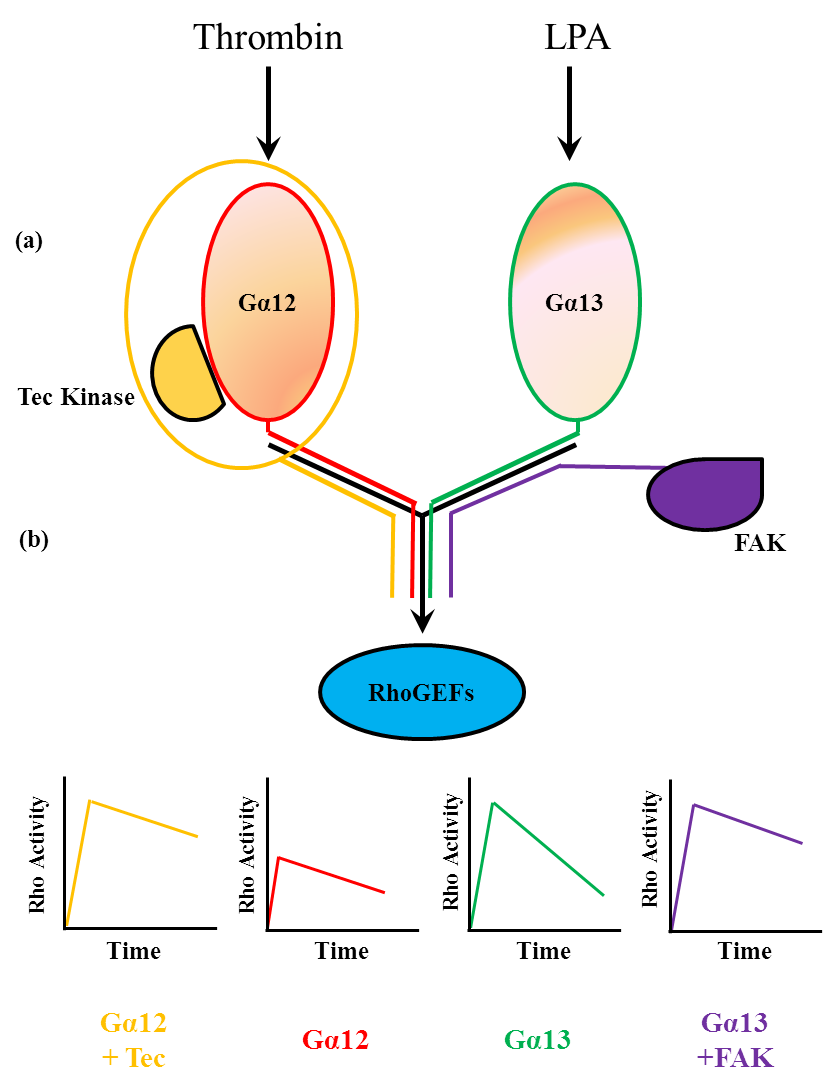 Thrombin
LPA
(a)
Gα12
Gα13
Tec Kinase
(b)
FAK
RhoGEFs
Rho Activity
Time
Rho Activity
Time
Rho Activity
Time
Rho Activity
Time
Gα12
+ Tec
Gα12
Gα13
Gα13
+FAK